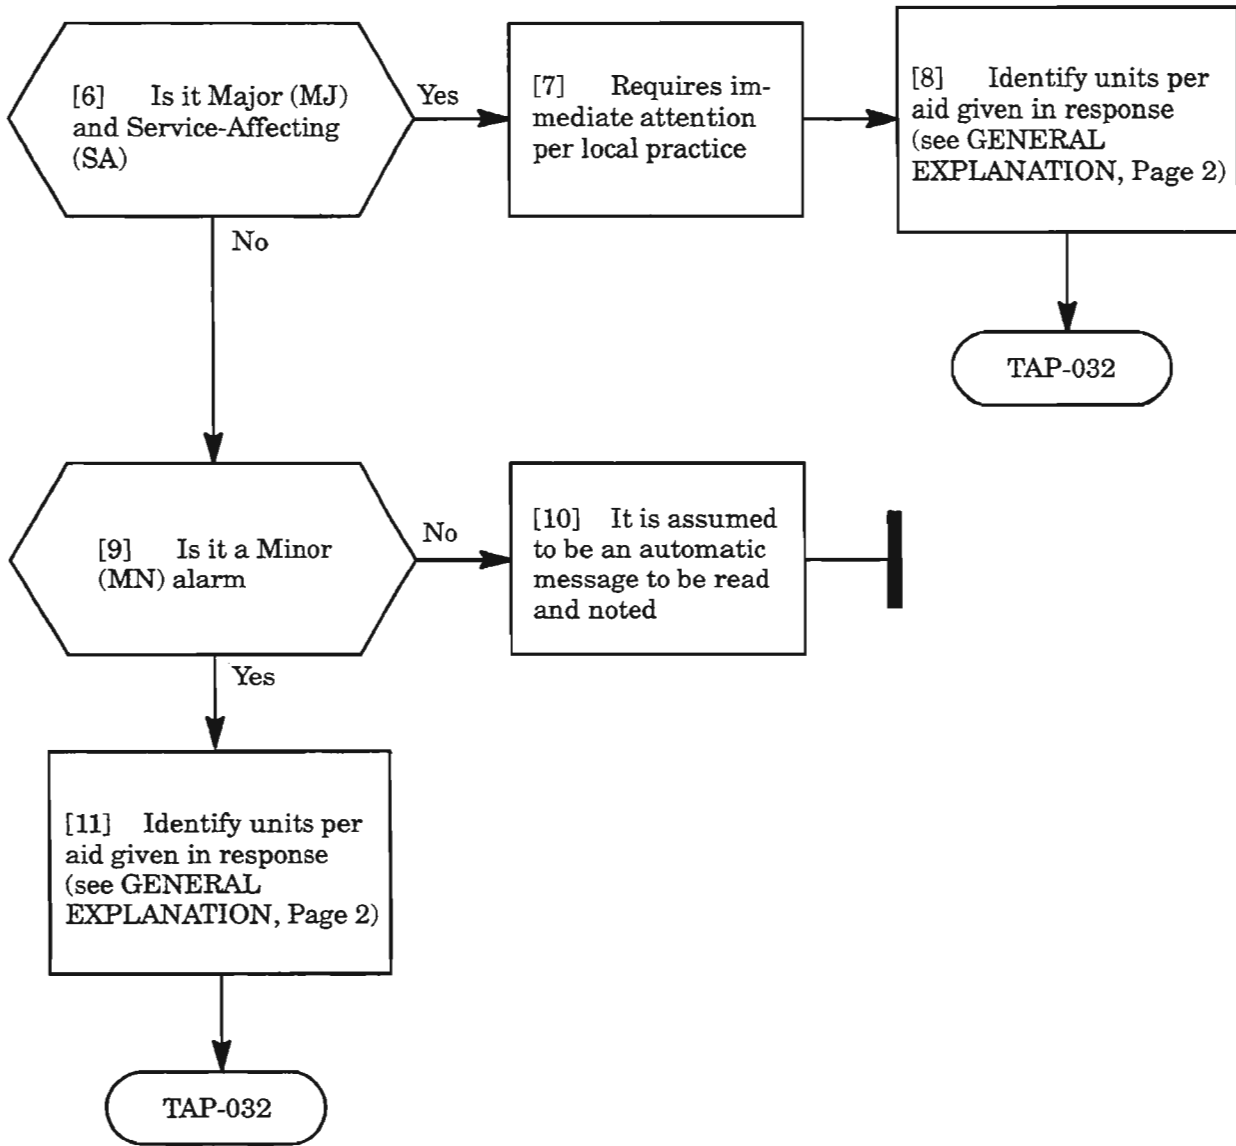 [6] Is it Major (MJ)
and Service-Affecting
(SA)
Yes
[7] Requires im-
mediate attention
per local practice
[8] Identify units per
aid given in response
(see GENERAL
EXPLANATION, Page 2)
No
TAP-032
[9] Is it a Minor
(MN) alarm
No
[10] It is assumed
to be an automatic
message to be read
and noted
Yes
[11] Identify units per
aid given in response
(see GENERAL
EXPLANATION, Page 2)
TAP-032